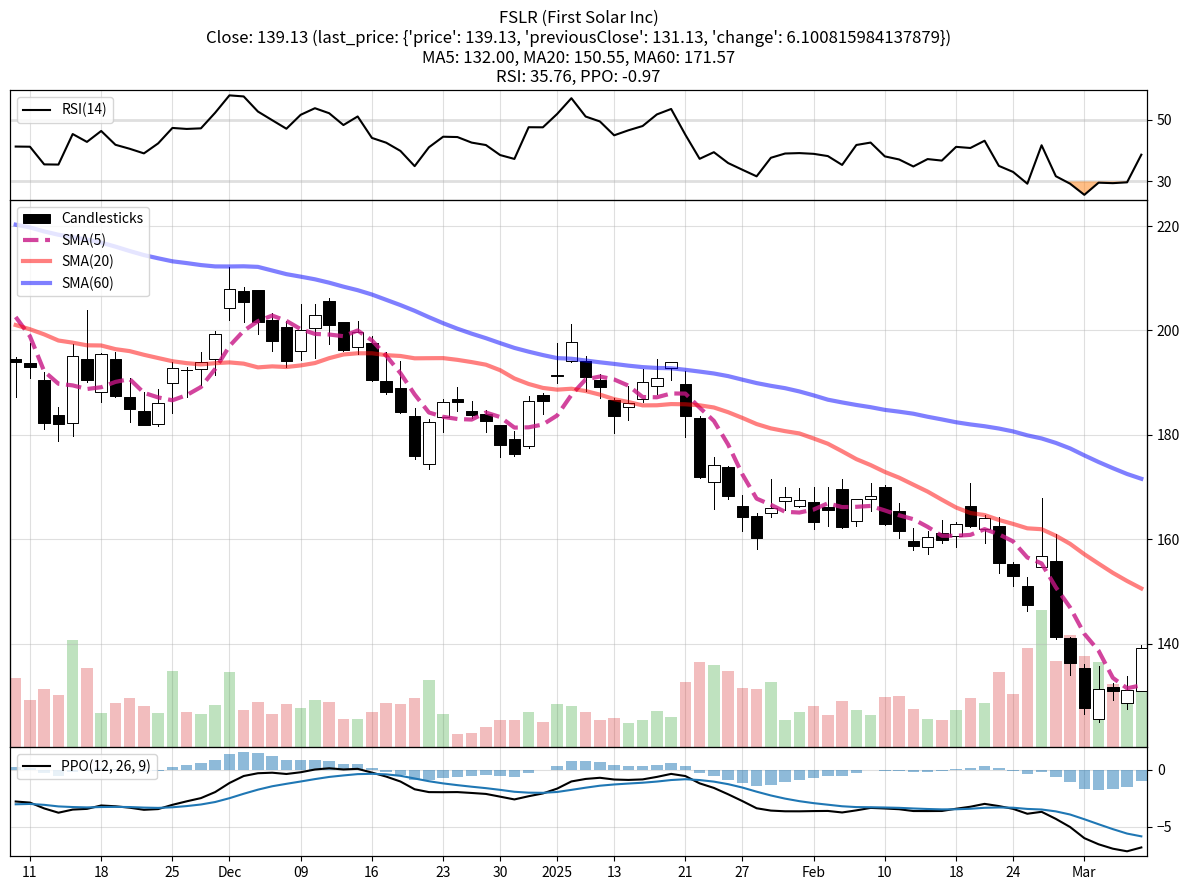 FSLR (First Solar Inc)
Close: 139.13 (last_price: {'price': 139.13, 'previousClose': 131.13, 'change': 6.100815984137879})
MA5: 132.00, MA20: 150.55, MA60: 171.57
RSI: 35.76, PPO: -0.97
RSI(14)
50
30
Candlesticks
SMA(5)
SMA(20)
SMA(60)
220
200
180
160
140
PPO(12, 26, 9)
0
−5
11 18 25 Dec 09 16 23 30 2025 13 21 27 Feb 10 18 24 Mar